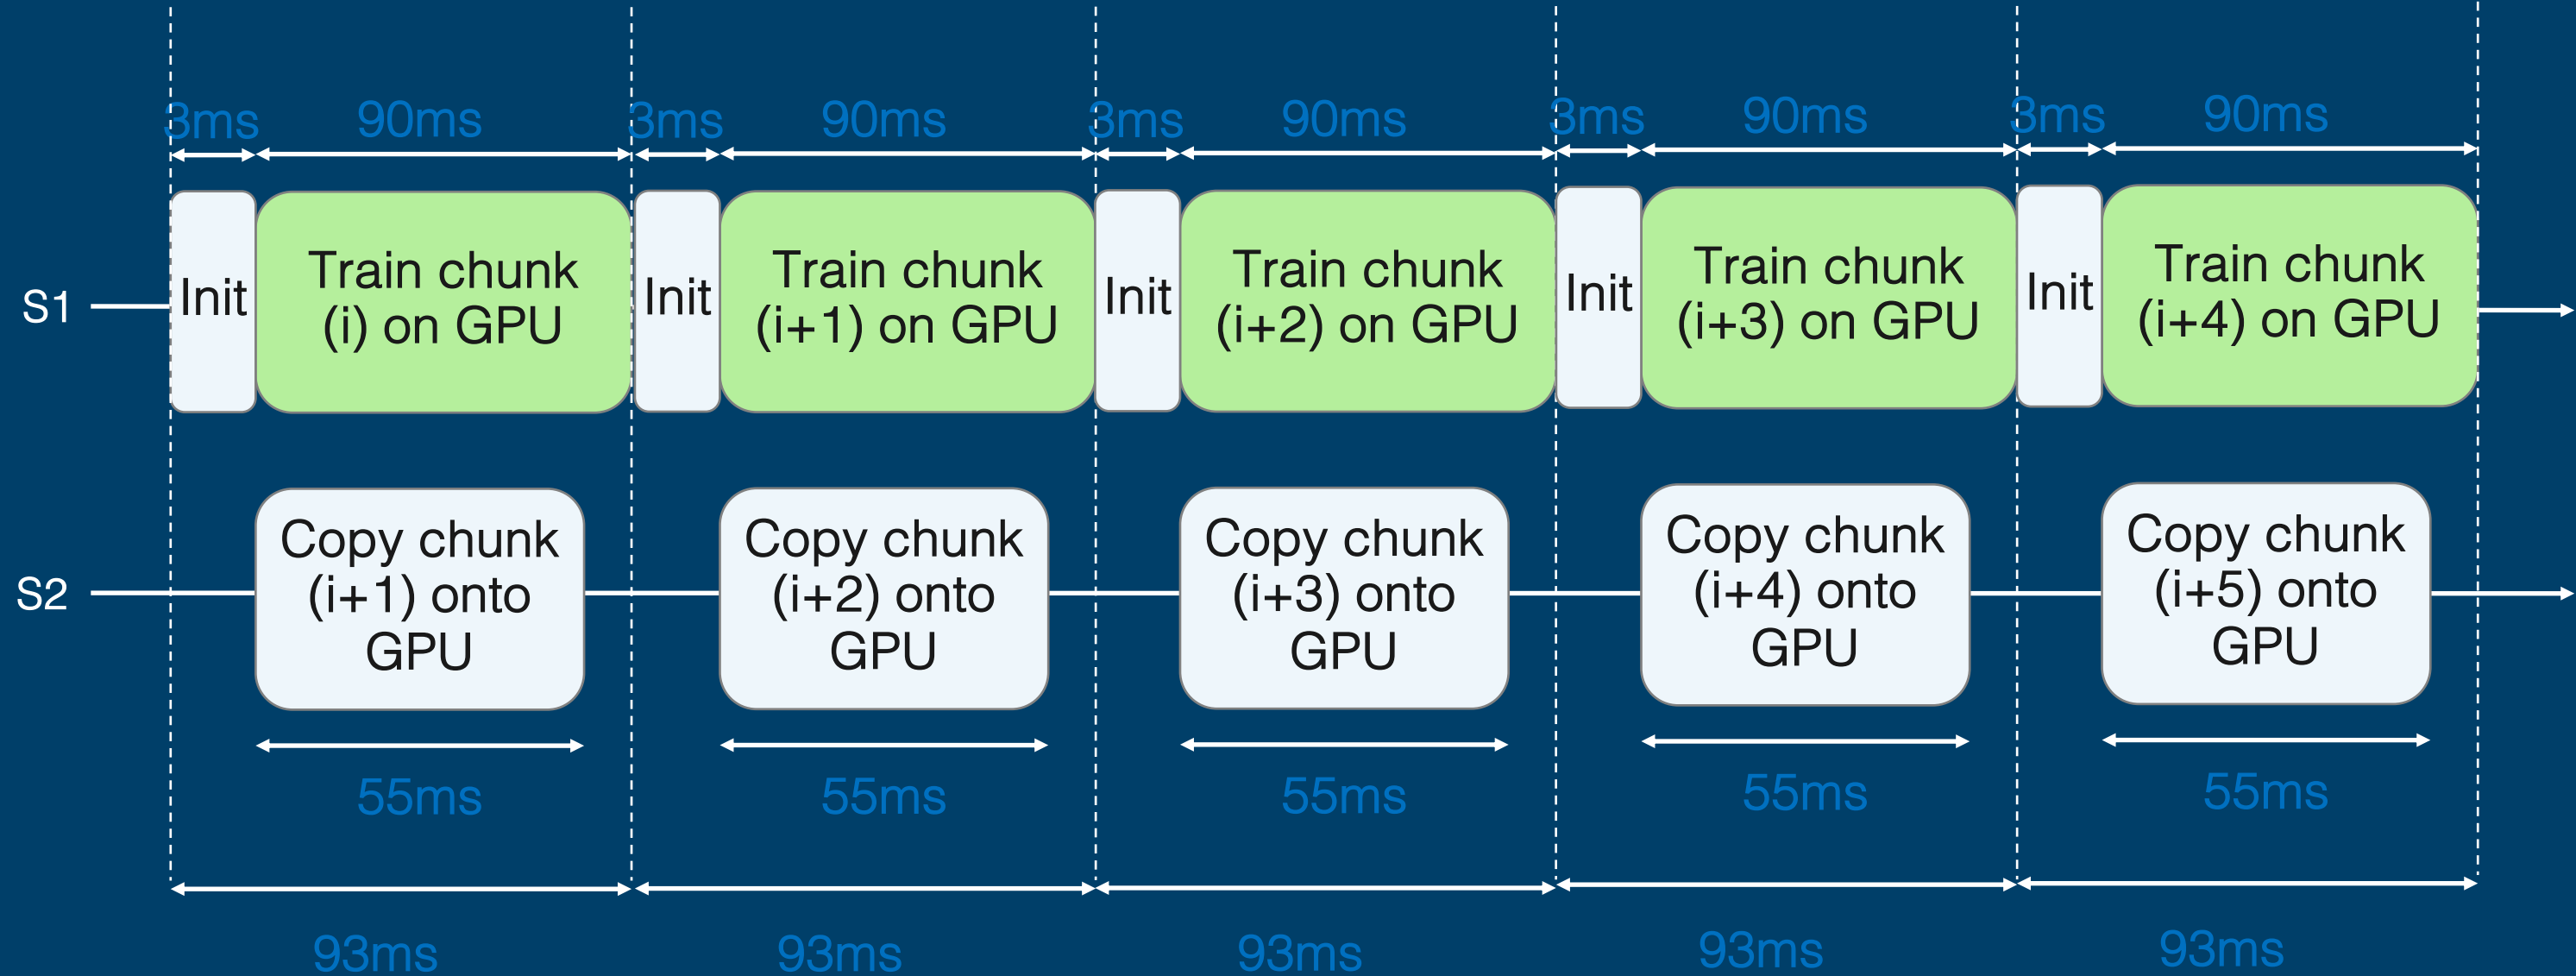 3ms 90ms 3ms 90ms 3ms 90ms 3ms 90ms 3ms 90ms
S1
Init
Train chunk
(i) on GPU
Init
Train chunk
(i+1) on GPU
Init
Train chunk
(i+2) on GPU
Init
Train chunk
(i+3) on GPU
Init
Train chunk
(i+4) on GPU
S2
Copy chunk
(i+1) onto
GPU
Copy chunk
(i+2) onto
GPU
Copy chunk
(i+3) onto
GPU
Copy chunk
(i+4) onto
GPU
Copy chunk
(i+5) onto
GPU
55ms 55ms 55ms 55ms 55ms
93ms 93ms 93ms 93ms 93ms